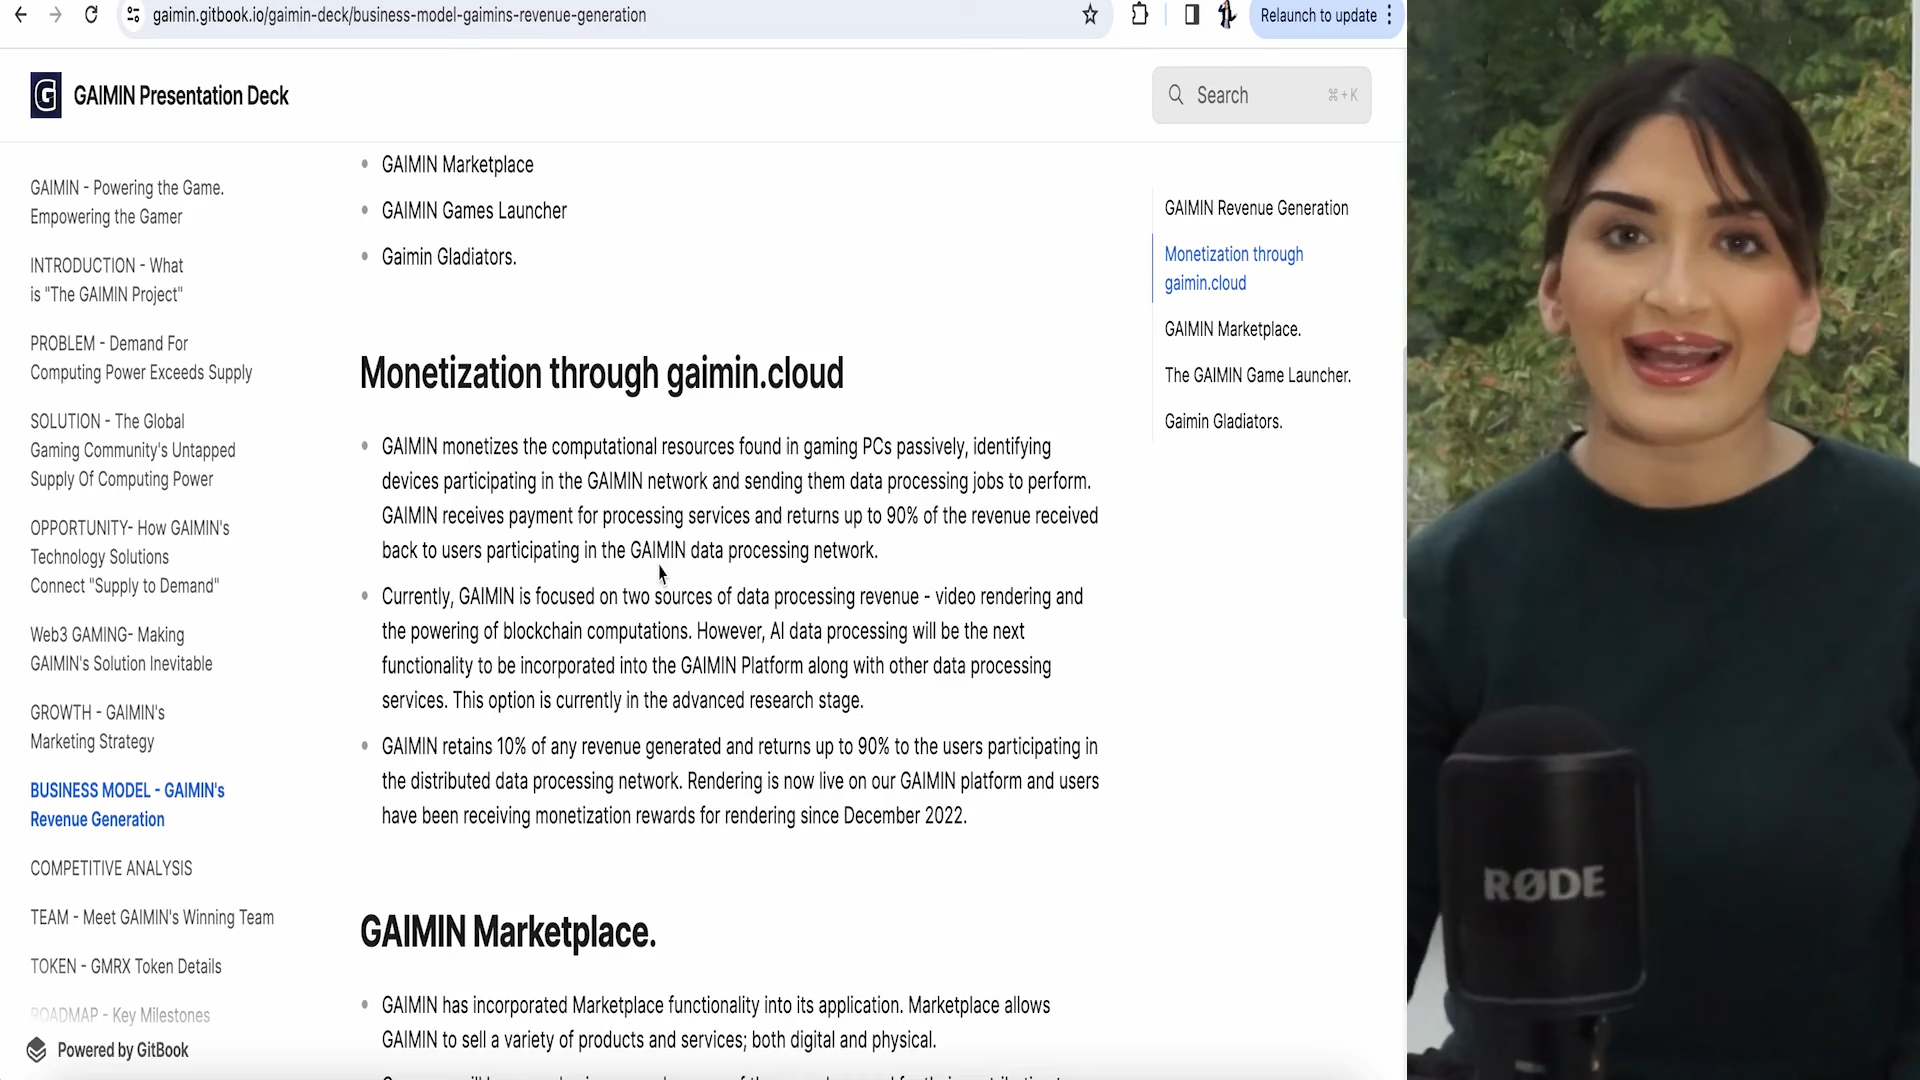 gaimin.gitbook.io/gaimin-deck/business-model-gaimins-revenue-generation
Relaunch to update
GAIMIN Presentation Deck
Search
⌘+K
GAIMIN - Powering the Game.
Empowering the Gamer
INTRODUCTION - What
is "The GAIMIN Project"
PROBLEM - Demand For
Computing Power Exceeds Supply
SOLUTION - The Global
Gaming Community's Untapped
Supply Of Computing Power
OPPORTUNITY- How GAIMIN's
Technology Solutions
Connect "Supply to Demand"
Web3 GAMING- Making
GAIMIN's Solution Inevitable
GROWTH - GAIMIN's
Marketing Strategy
BUSINESS MODEL - GAIMIN's
Revenue Generation
COMPETITIVE ANALYSIS
TEAM - Meet GAIMIN's Winning Team
TOKEN - GMRX Token Details
ROADMAP - Key Milestones
Powered by GitBook
GAIMIN Marketplace
GAIMIN Games Launcher
Gaimin Gladiators.
Monetization through gaimin.cloud
GAIMIN monetizes the computational resources found in gaming PCs passively, identifying
devices participating in the GAIMIN network and sending them data processing jobs to perform.
GAIMIN receives payment for processing services and returns up to 90% of the revenue received
back to users participating in the GAIMIN data processing network.
Currently, GAIMIN is focused on two sources of data processing revenue - video rendering and
the powering of blockchain computations. However, AI data processing will be the next
functionality to be incorporated into the GAIMIN Platform along with other data processing
services. This option is currently in the advanced research stage.
GAIMIN retains 10% of any revenue generated and returns up to 90% to the users participating in
the distributed data processing network. Rendering is now live on our GAIMIN platform and users
have been receiving monetization rewards for rendering since December 2022.
GAIMIN Marketplace.
GAIMIN has incorporated Marketplace functionality into its application. Marketplace allows
GAIMIN to sell a variety of products and services; both digital and physical.
GAIMIN Revenue Generation
Monetization through
gaimin.cloud
GAIMIN Marketplace.
The GAIMIN Game Launcher.
Gaimin Gladiators.
RØDE